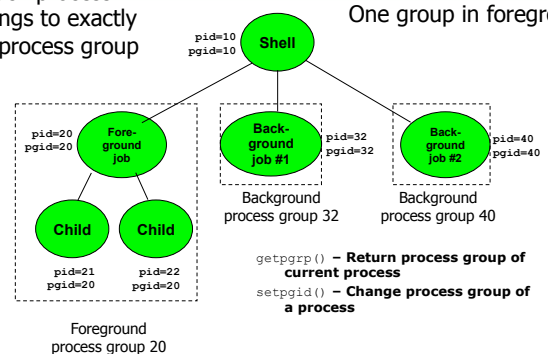 ngs to exactly
process group
One group in foregr
pid=10
pgid=10
Shell
pid=20
pgid=20
Fore-
ground
job
Back-
ground
job #1
pid=32
pgid=32
Back-
ground
job #2
pid=40
pgid=40
Child
Child
pid=21
pgid=20
pid=22
pgid=20
Background
process group 32
Background
process group 40
getpgrp() – Return process group of
current process
setpgid() – Change process group of
a process
Foreground
process group 20